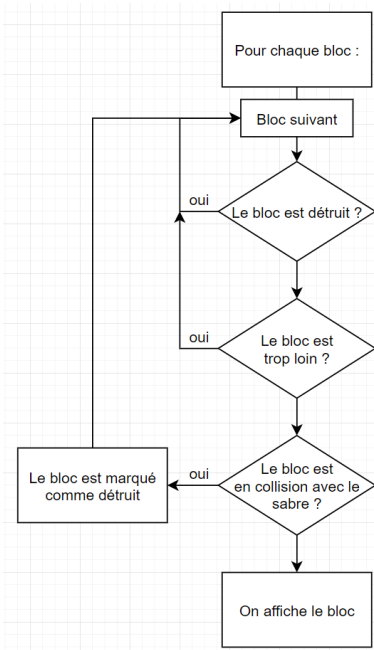 Pour chaque bloc :
Bloc suivant
oui
Le bloc est détruit ?
oui
Le bloc est
trop loin ?
Le bloc est marqué
comme détruit
oui
Le bloc est
en collision avec le
sabre ?
On affiche le bloc